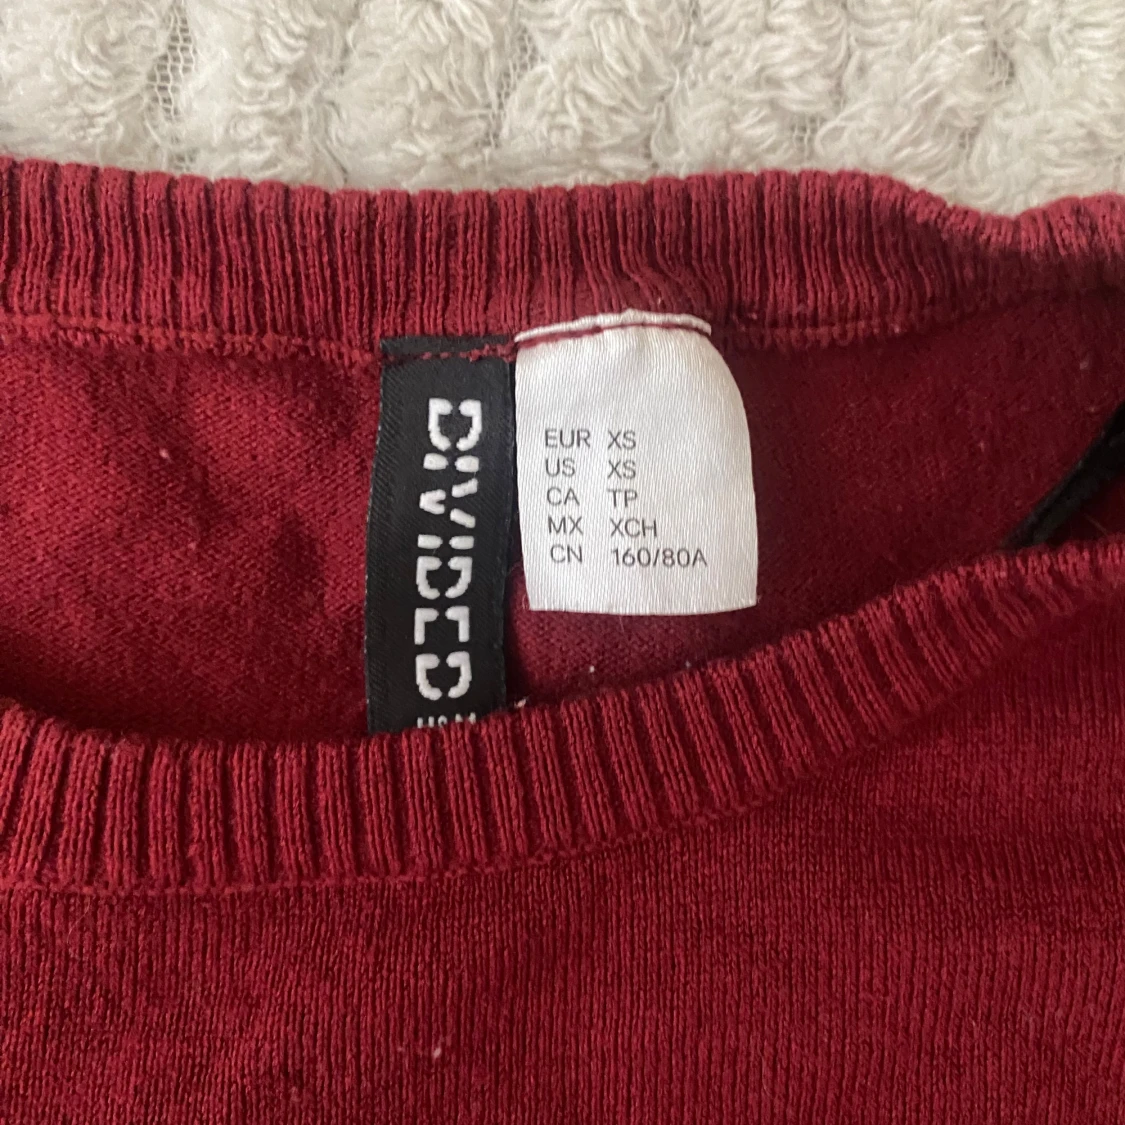 DIVIDED
EUR XS
US XS
CA TP
MX XCH
CN 160/80A